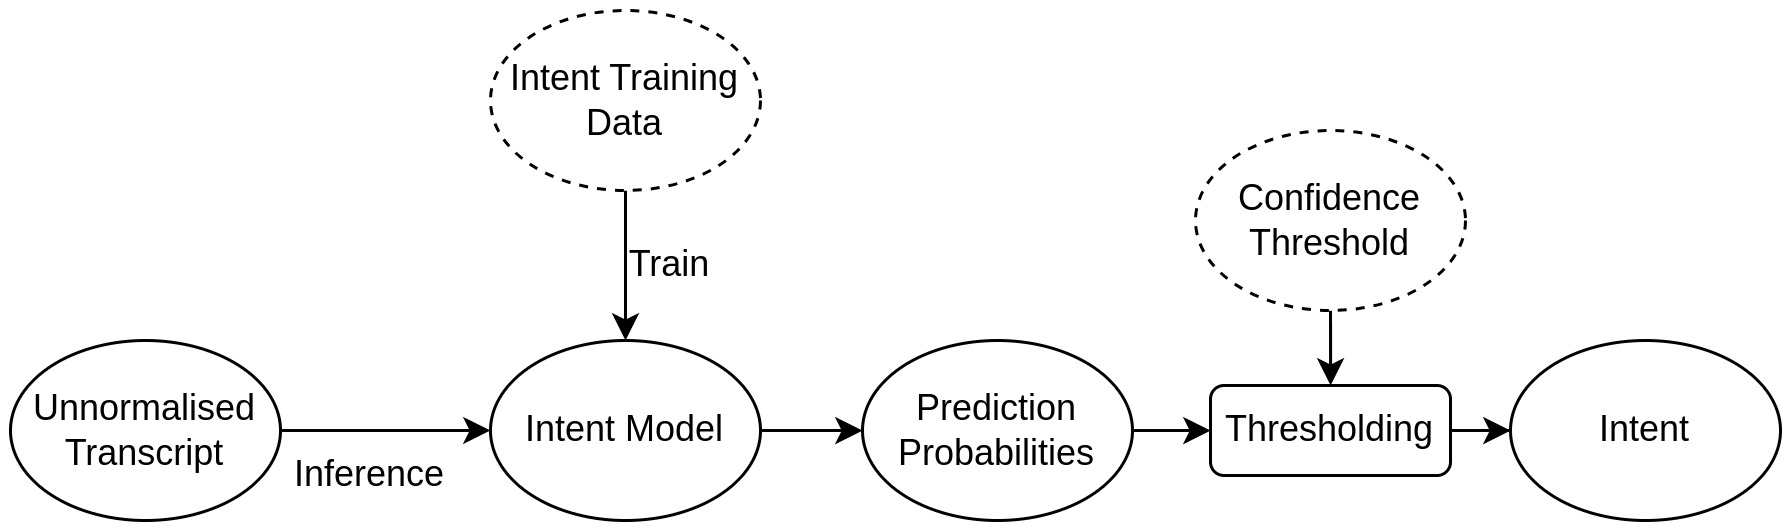 Intent Training
Data
Train
Confidence
Threshold
Unnormalised
Transcript
Inference
Intent Model
Prediction
Probabilities
Thresholding
Intent